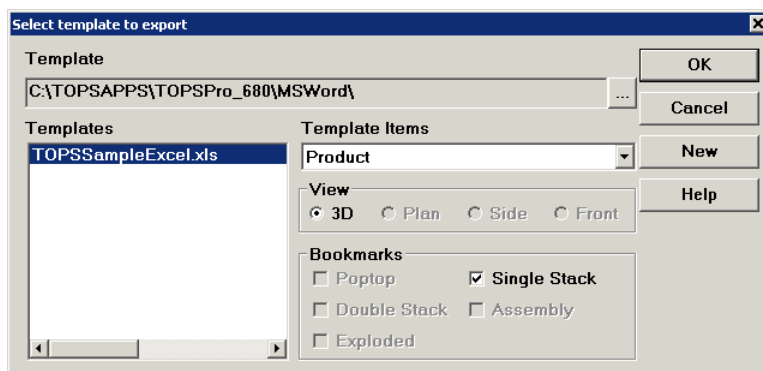 Select template to export
Template
C:\TOPSAPPS\TOPSPro_680\MSWord\
...
OK
Cancel
New
Help
Templates
TOPSSampleExcel.xls
Template Items
Product
View
3D Plan Side Front
Bookmarks
Poptop Single Stack
Double Stack Assembly
Exploded